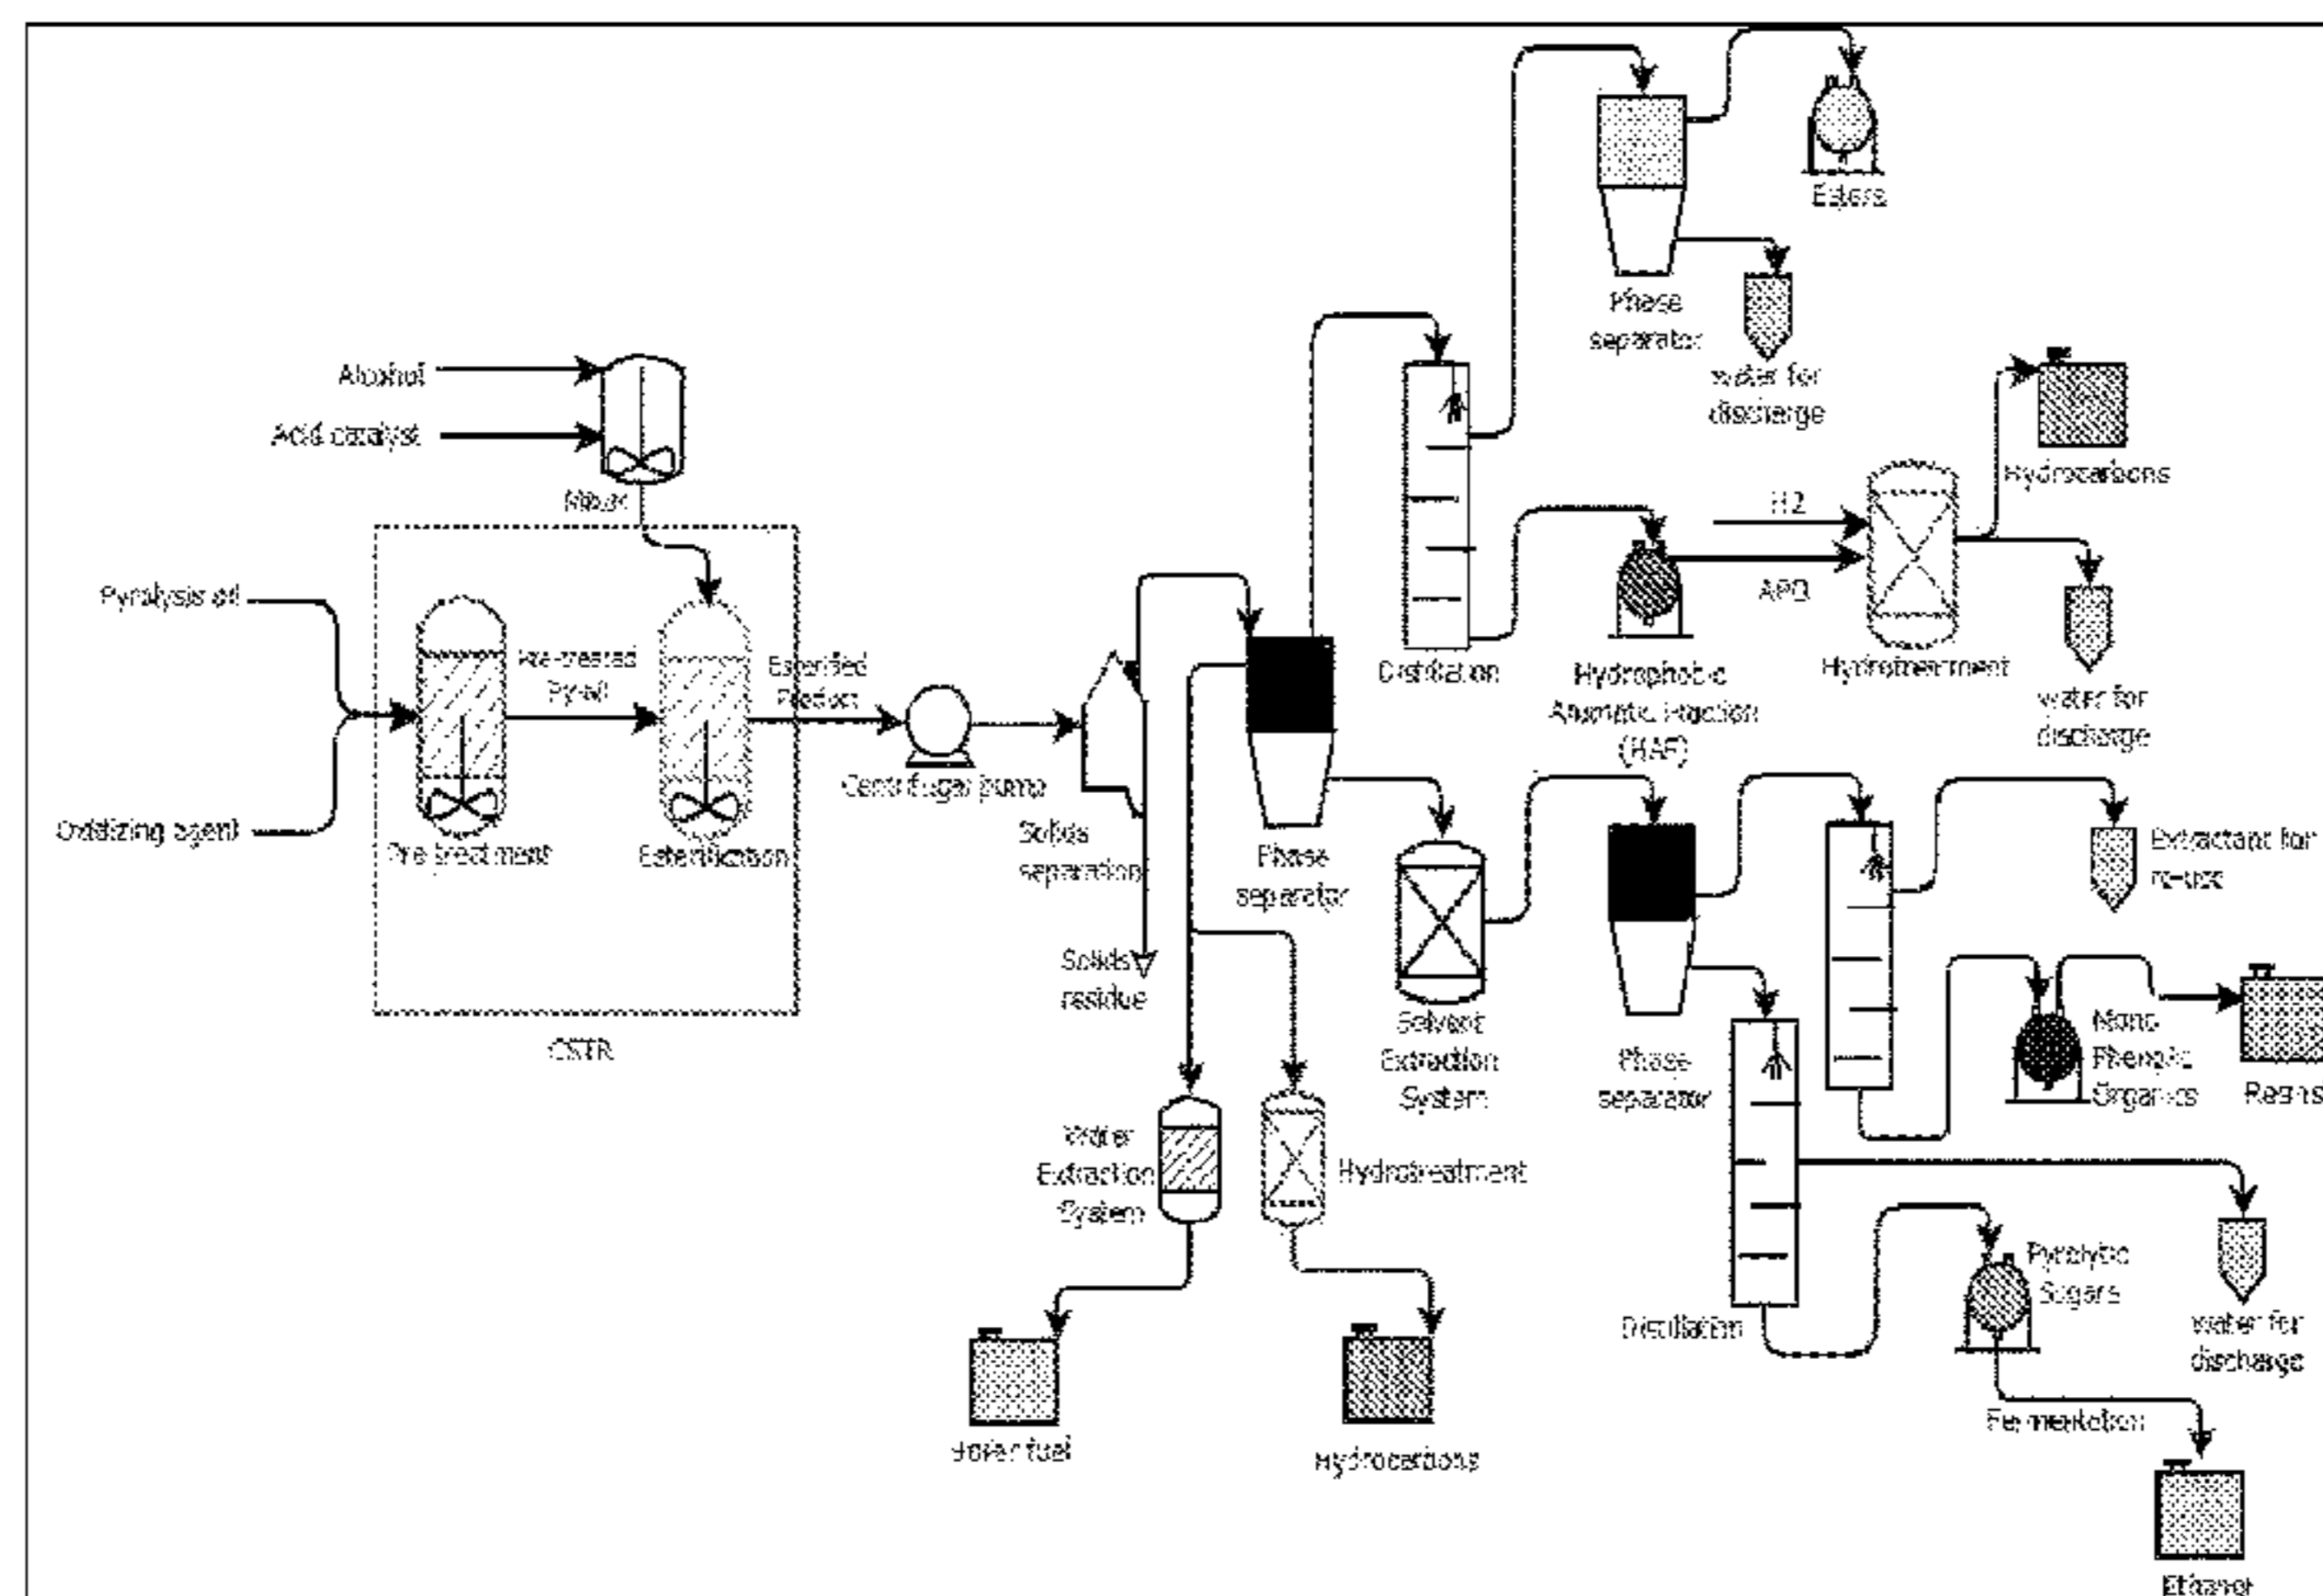 Esters
Phase
separator
water for
discharge
Alcohol
Acid catalyst
Mixer
Hydrocarbons
H2
APO
Pyrolysis oil
Pre-treated
Py-oil
Esterified
Product
Distillation
Hydrophobic
Aromatic Fraction
(HAF)
Hydrotreatment
water for
discharge
Centrifugal pump
Oxidizing agent
Pre treatment
Esterification
Solids
separation
Phase
separator
Extractant for
re-use
Solids
residue
CSTR
Solvent
Extraction
System
Phase
separator
Mono
Phenolic
Organics
Resins
Water
Extraction
System
Hydrotreatment
Pyrolytic
Sugars
Distillation
water for
discharge
Fermentation
Boiler fuel
Hydrocarbons
Ethanol